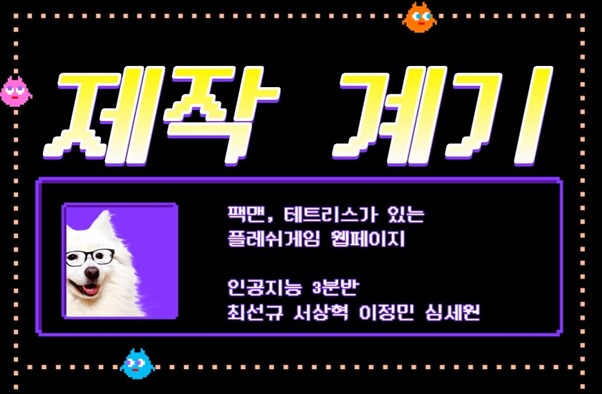 제작 계기
팩맨, 테트리스가 있는
플레쉬게임 웹페이지
인공지능 3분반
최선규 서상혁 이정민 심세원